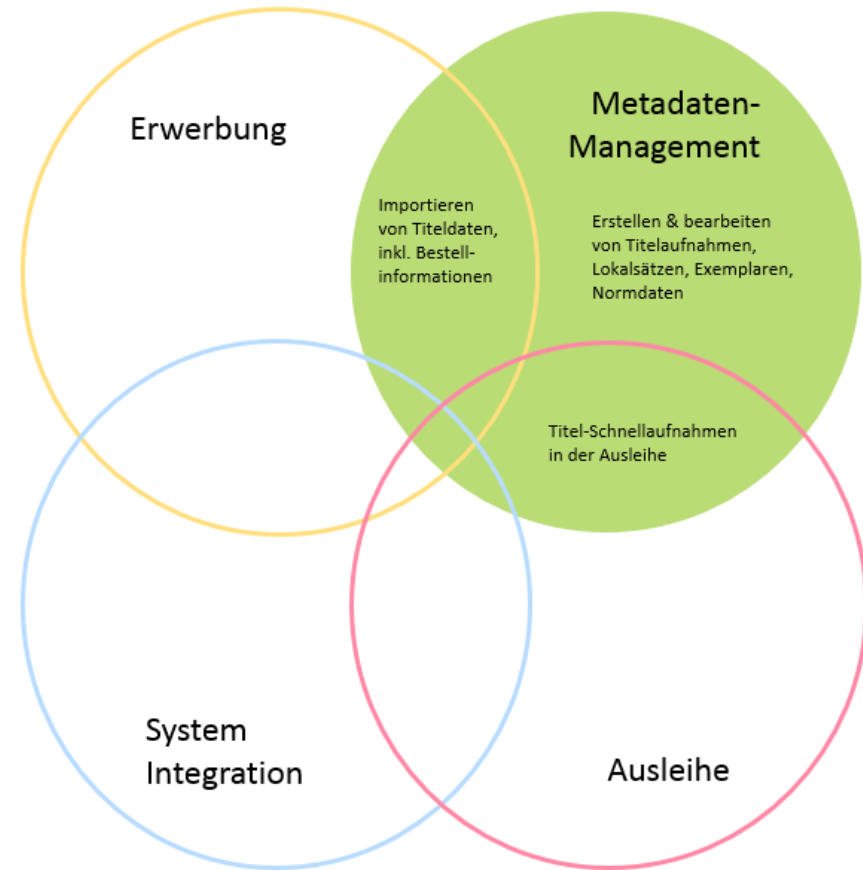 Erwerbung
Metadaten-
Management
Importieren
von Titeldaten,
inkl. Bestell-
informationen
Erstellen & bearbeiten
von Titelaufnahmen,
Lokalsätzen, Exemplaren,
Normdaten
Titel-Schnellaufnahmen
in der Ausleihe
System
Integration
Ausleihe